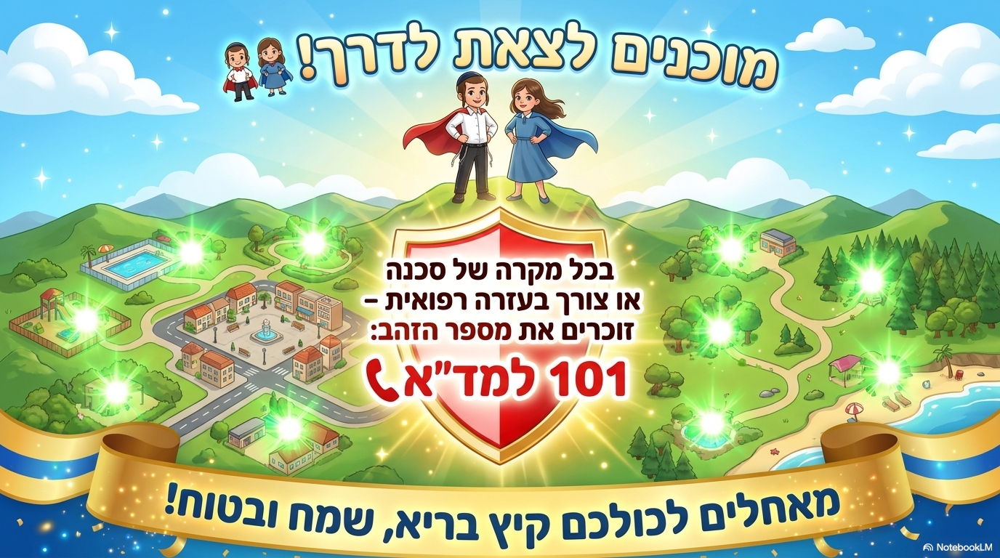 מוכנים לצאת לדרך!
בכל מקרה של סכנה
או צורך בעזרה רפואית –
זוכרים את מספר הזהב:
101 למד"א
מאחלים לכולכם קיץ בריא, שמח ובטוח!
NotebookLM